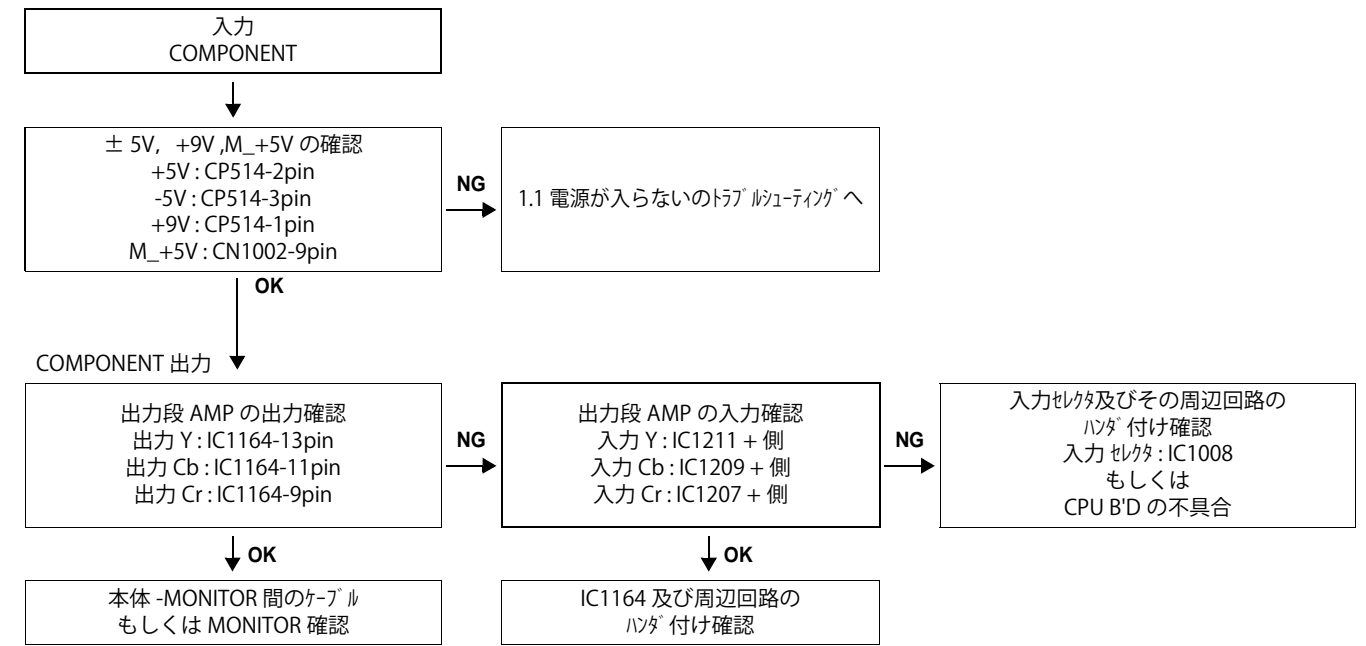 入力
COMPONENT
± 5V, +9V ,M_+5V の確認
+5V : CP514-2pin
-5V : CP514-3pin
+9V : CP514-1pin
M_+5V : CN1002-9pin
NG
1.1 電源が入らないのﾄﾗﾌﾞﾙｼｭｰﾃｨﾝｸﾞへ
OK
COMPONENT 出力
出力段 AMP の出力確認
出力 Y : IC1164-13pin
出力 Cb : IC1164-11pin
出力 Cr : IC1164-9pin
NG
出力段 AMP の入力確認
入力 Y : IC1211 + 側
入力 Cb : IC1209 + 側
入力 Cr : IC1207 + 側
NG
入力ｾﾚｸﾀ及びその周辺回路の
ﾊﾝﾀﾞ付け確認
入力 ｾﾚｸﾀ : IC1008
もしくは
CPU B'D の不具合
OK
OK
本体 -MONITOR 間のｹｰﾌﾞﾙ
もしくは MONITOR 確認
IC1164 及び周辺回路の
ﾊﾝﾀﾞ付け確認